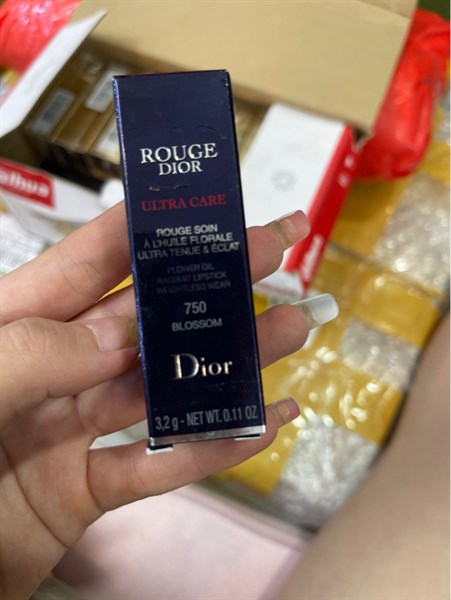 ROUGE
DIOR
ULTRA CARE
ROUGE SOIN
À L'HUILE FLORALE
ULTRA TENUE & ÉCLAT
FLOWER OIL
RADIANT LIPSTICK
WEIGHTLESS WEAR
750
BLOSSOM
Dior
3,2 g - NET WT. 0.11 OZ
alhua